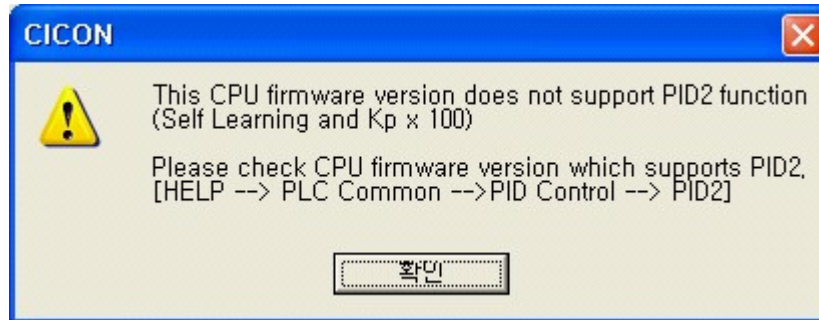 CICON
This CPU firmware version does not support PID2 function
(Self Learning and Kp x 100)
Please check CPU firmware version which supports PID2,
[HELP --> PLC Common -->PID Control --> PID2]
확인